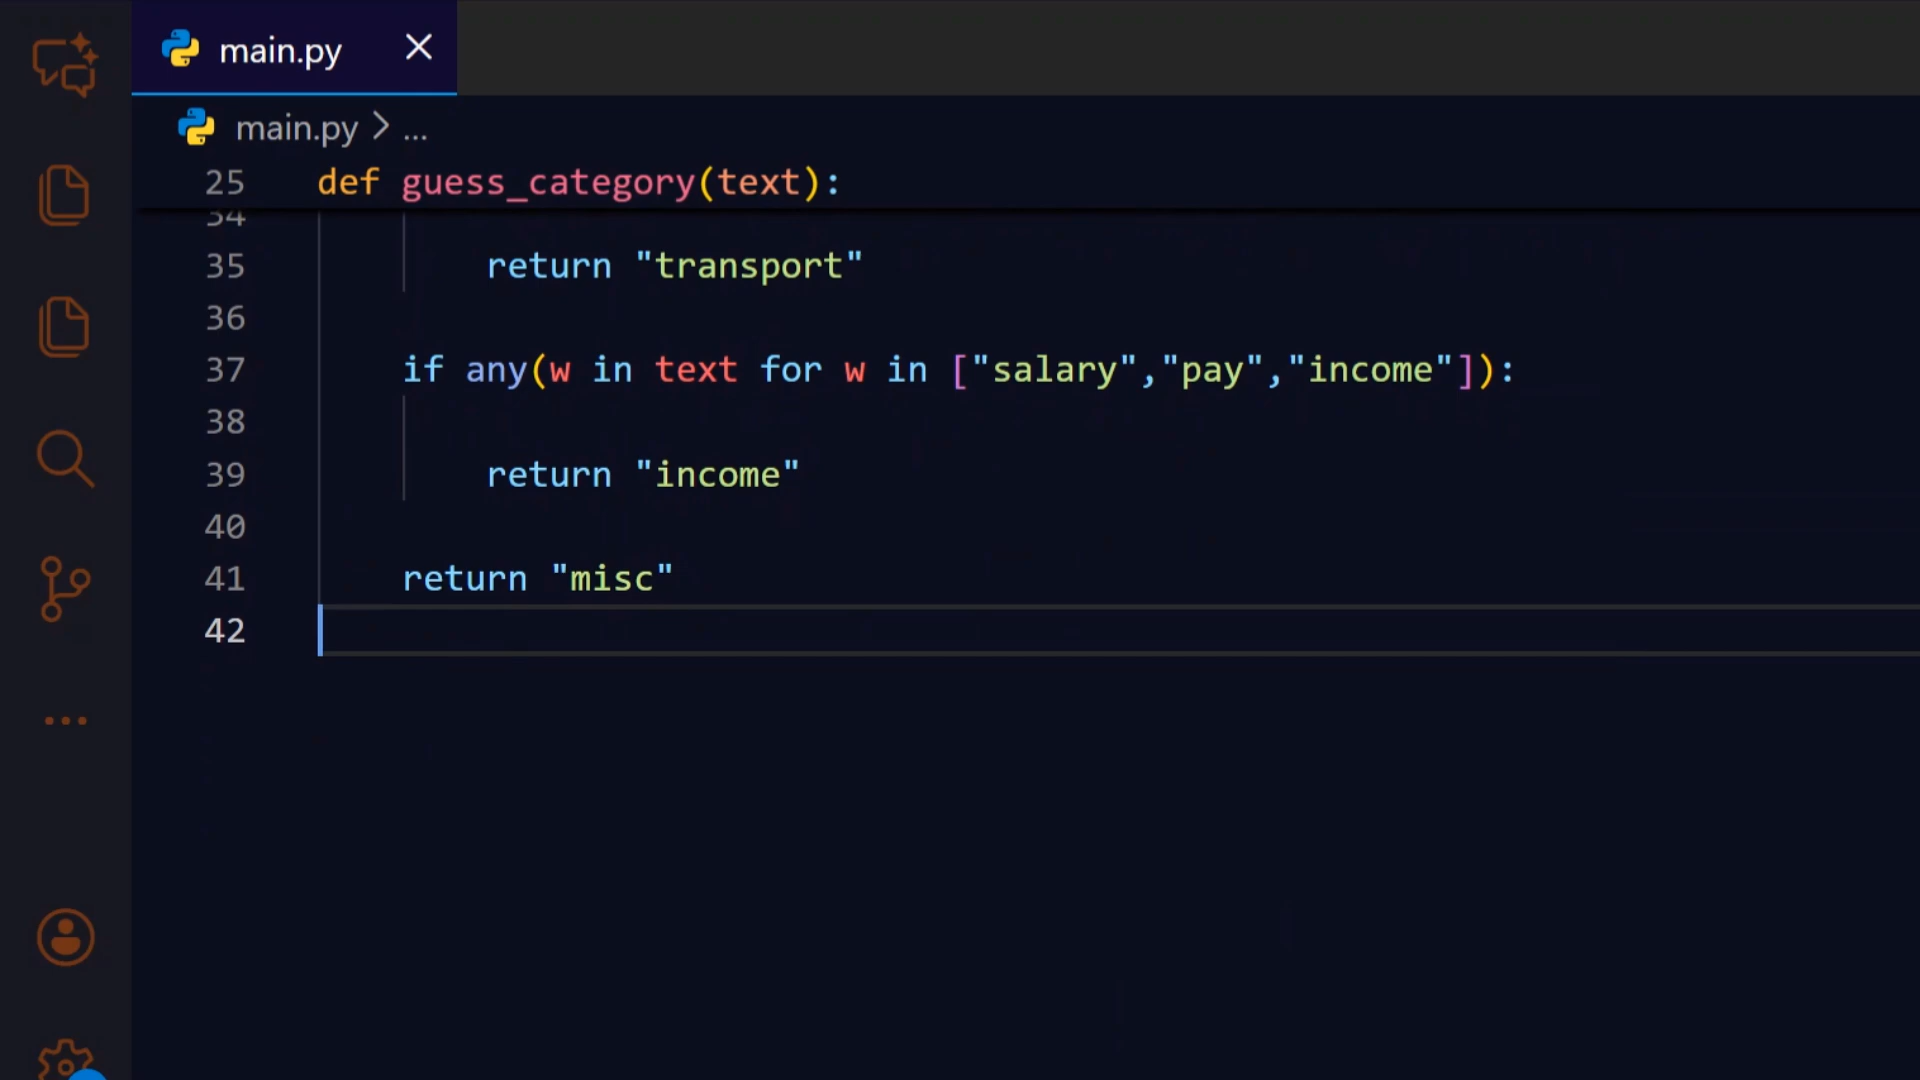 main.py
main.py > ...
25 def guess_category(text):
34
35 return "transport"
36
37 if any(w in text for w in ["salary","pay","income"]):
38
39 return "income"
40
41 return "misc"
42